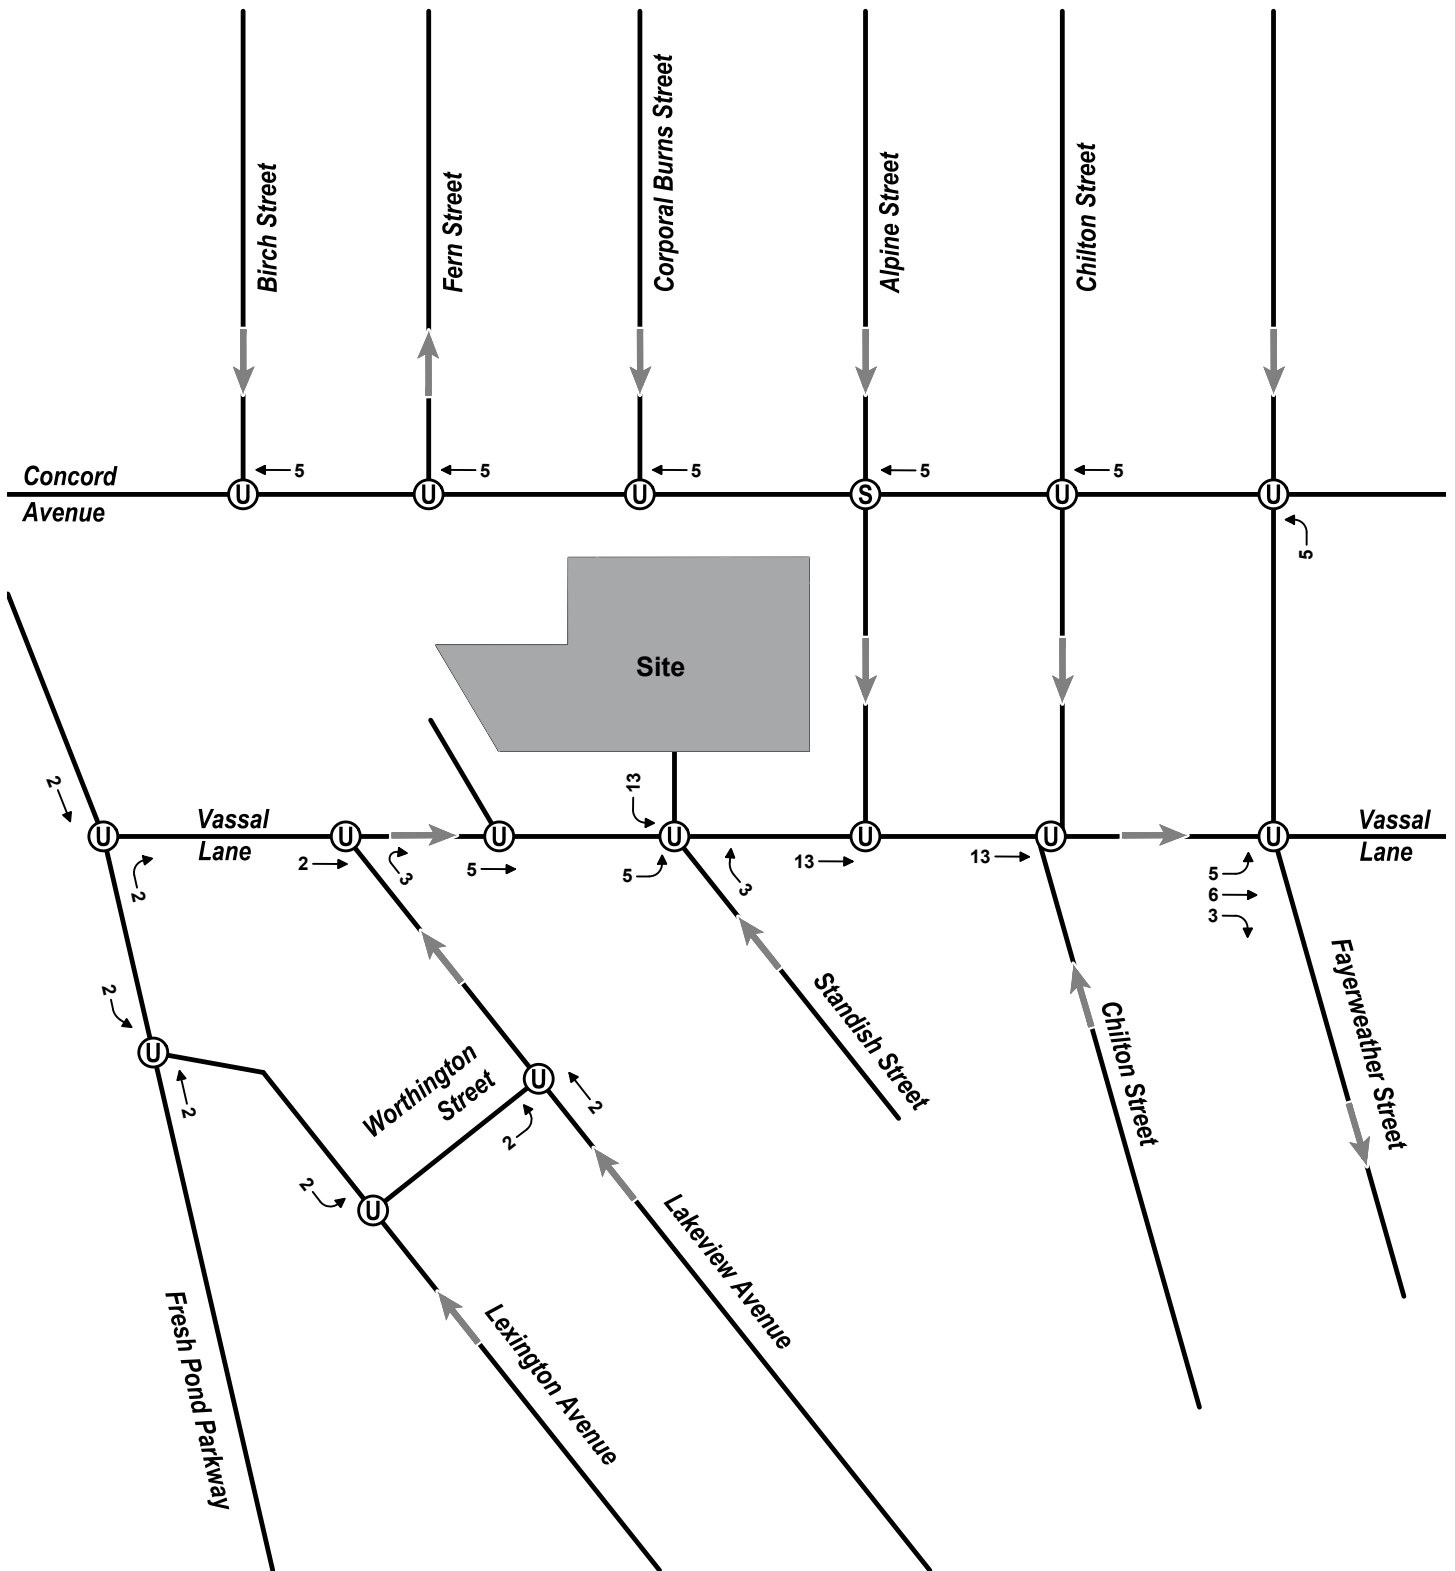 Birch Street
Fern Street
Corporal Burns Street
Alpine Street
Chilton Street
Concord
Avenue
5
5
5
5
5
U
U
U
S
U
U
5
Site
2
13
Vassal
Lane
Vassal
Lane
U
U
U
U
U
U
U
2
2
3
5
5
3
13
13
5
6
3
2
U
2
Worthington
Street
U
2
2
2
U
Standish Street
Chilton Street
Fayerweather Street
Lakeview Avenue
Lexington Avenue
Fresh Pond Parkway